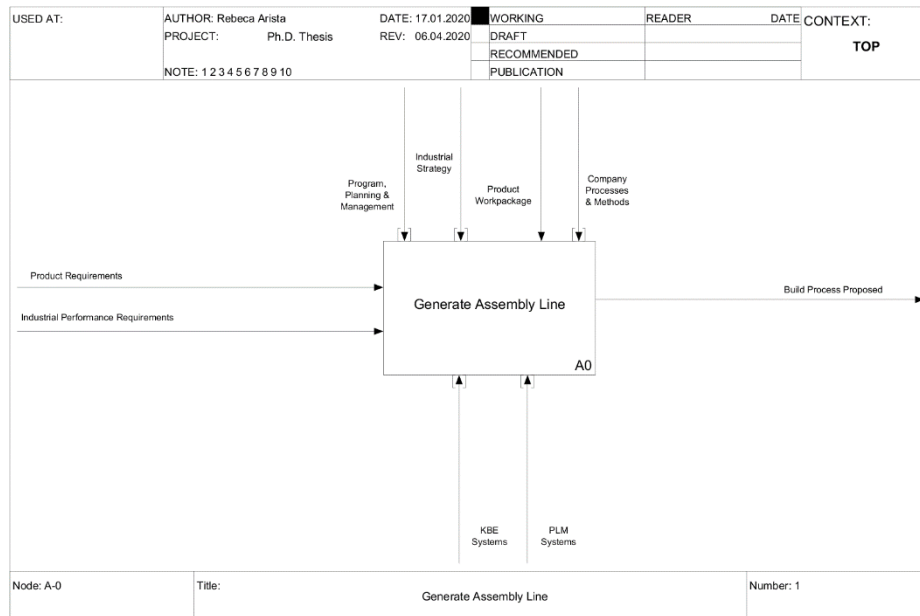 USED AT:
AUTHOR: Rebeca Arista
DATE: 17.01.2020
WORKING
READER
DATE
CONTEXT:
PROJECT: Ph.D. Thesis
REV: 06.04.2020
DRAFT
TOP
RECOMMENDED
NOTE: 1 2 3 4 5 6 7 8 9 10
PUBLICATION
Program,
Planning &
Management
Industrial
Strategy
Product
Workpackage
Company
Processes
& Methods
Product Requirements
Industrial Performance Requirements
Generate Assembly Line
A0
Build Process Proposed
KBE
Systems
PLM
Systems
Node: A-0
Title:
Generate Assembly Line
Number: 1